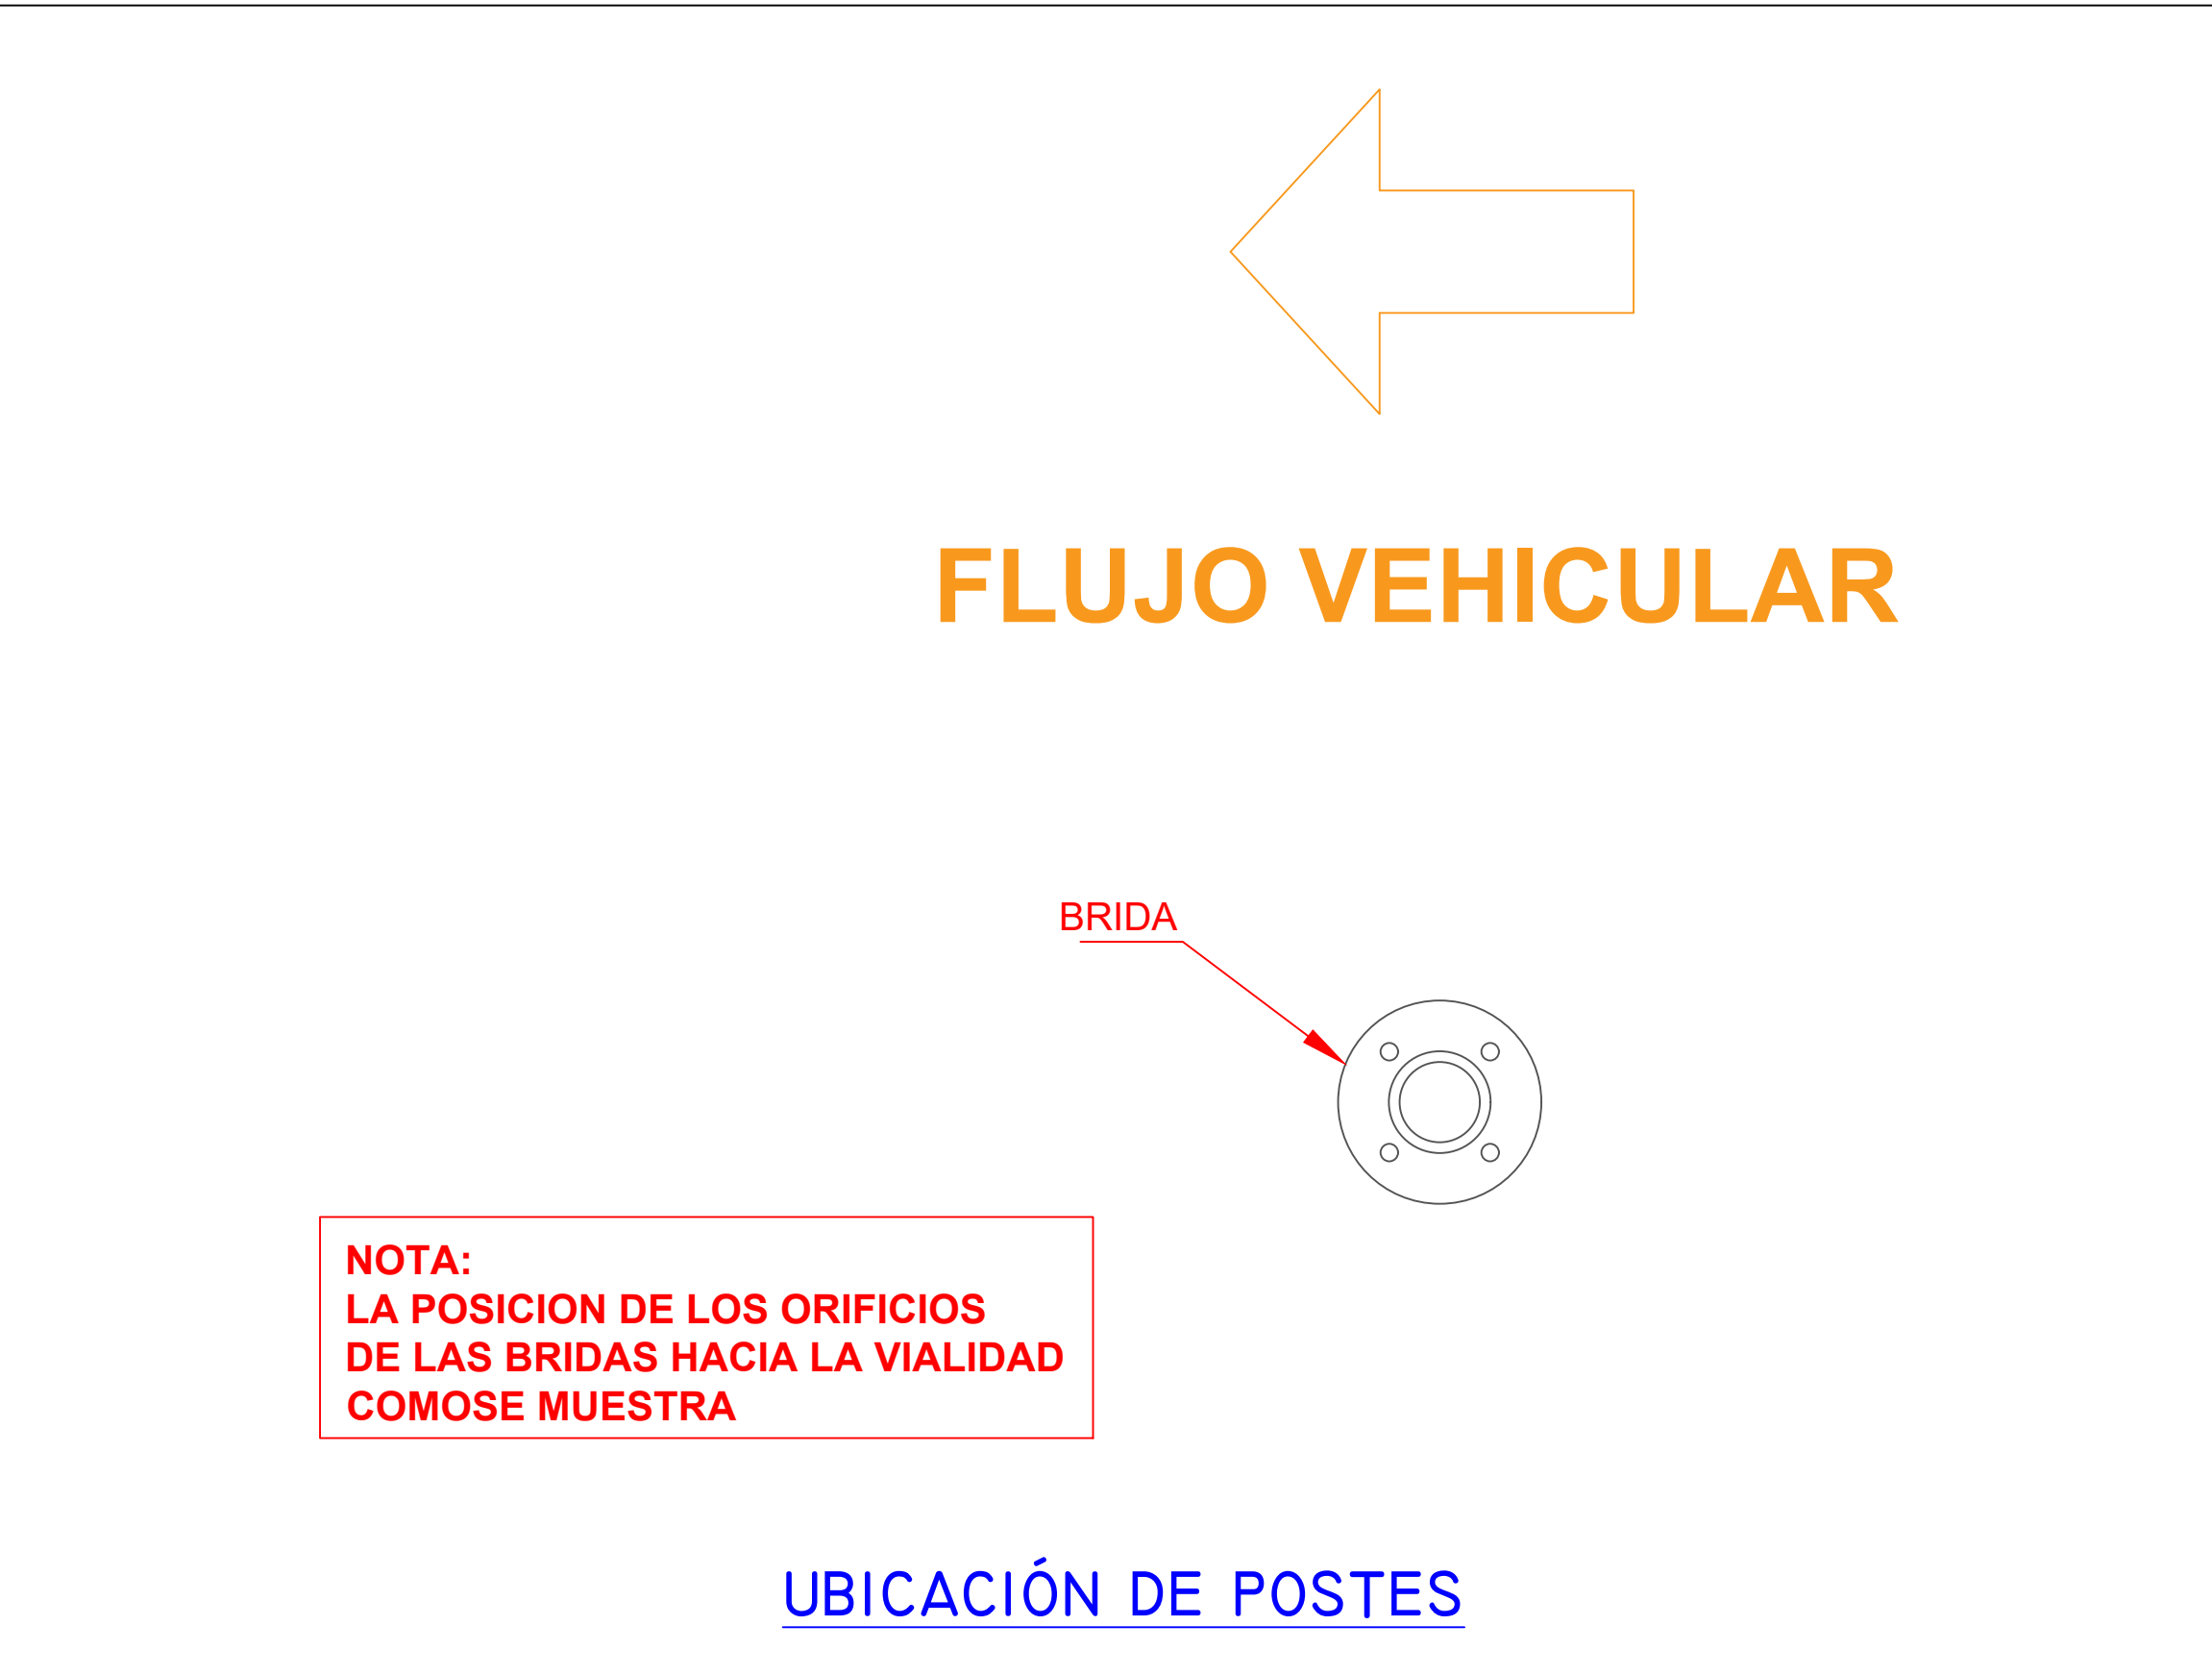 FLUJO VEHICULAR
BRIDA
NOTA:
LA POSICION DE LOS ORIFICIOS
DE LAS BRIDAS HACIA LA VIALIDAD
COMOSE MUESTRA
UBICACIÓN DE POSTES